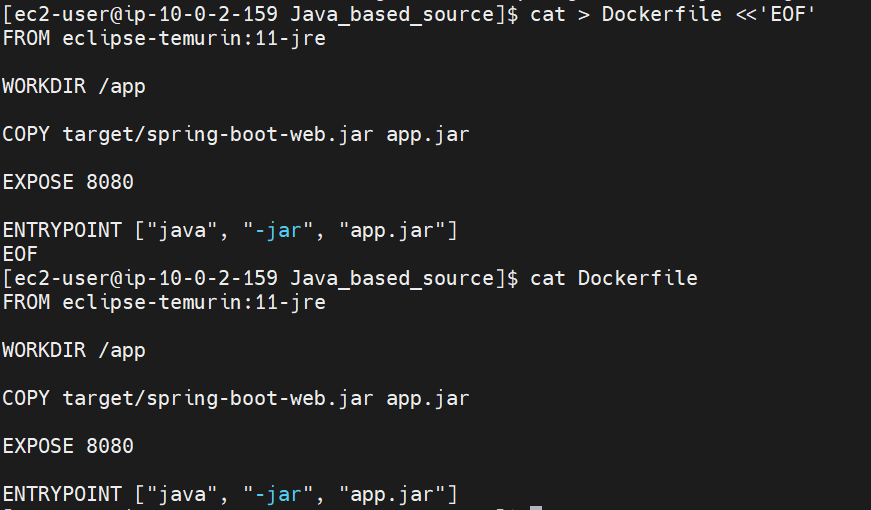 [ec2-user@ip-10-0-2-159 Java_based_source]$ cat > Dockerfile <<'EOF'
FROM eclipse-temurin:11-jre
WORKDIR /app
COPY target/spring-boot-web.jar app.jar
EXPOSE 8080
ENTRYPOINT ["java", "-jar", "app.jar"]
EOF
[ec2-user@ip-10-0-2-159 Java_based_source]$ cat Dockerfile
FROM eclipse-temurin:11-jre
WORKDIR /app
COPY target/spring-boot-web.jar app.jar
EXPOSE 8080
ENTRYPOINT ["java", "-jar", "app.jar"]